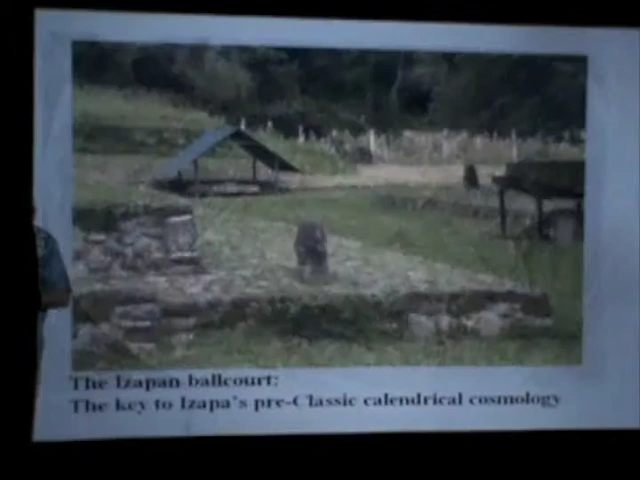 The Izapan ballcourt:
The key to Izapa's pre-Classic calendrical cosmology